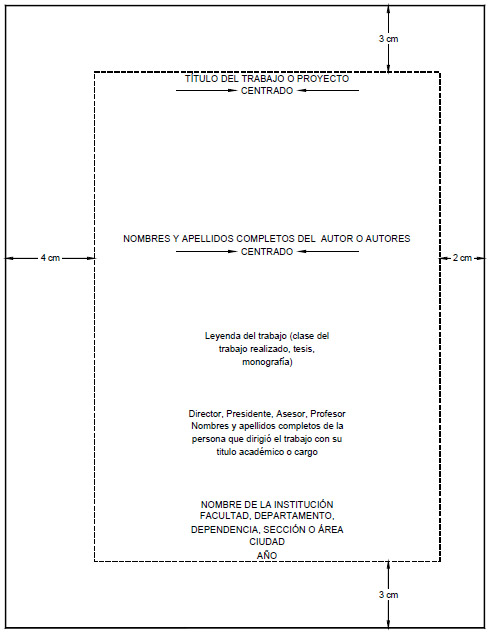 3 cm
TÍTULO DEL TRABAJO O PROYECTO
CENTRADO
NOMBRES Y APELLIDOS COMPLETOS DEL AUTOR O AUTORES
CENTRADO
4 cm
2 cm
Leyenda del trabajo (clase del
trabajo realizado, tesis,
monografía)
Director, Presidente, Asesor, Profesor
Nombres y apellidos completos de la
persona que dirigió el trabajo con su
titulo académico o cargo
NOMBRE DE LA INSTITUCIÓN
FACULTAD, DEPARTAMENTO,
DEPENDENCIA, SECCIÓN O ÁREA
CIUDAD
AÑO
3 cm